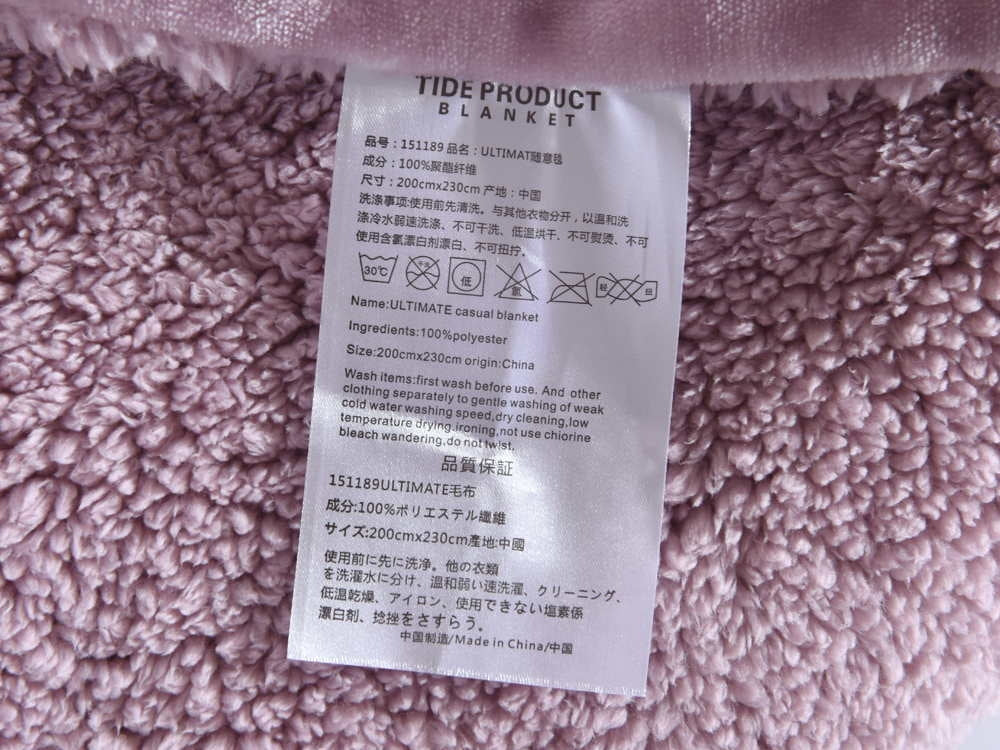 TIDE PRODUCT
BLANKET
品号：151189 品名：ULTIMAT随意毯
成分：100%聚酯纤维
尺寸：200cmx230cm 产地：中国
洗涤事项:使用前先清洗。与其他衣物分开，以温和洗
涤冷水弱速洗涤、不可干洗、低温烘干、不可熨烫、不可
使用含氯漂白剂漂白、不可扭拧。
30℃ 干洗 低 氯 轻 扭
Name:ULTIMATE casual blanket
Ingredients:100%polyester
Size:200cmx230cm origin:China
Wash items:first wash before use. And other
clothing separately to gentle washing of weak
cold water washing speed,dry cleaning,low
temperature drying.ironing,not use chiorine
bleach wandering,do not twist.
品質保証
151189ULTIMATE毛布
成分:100%ポリエステル繊維
サイズ:200cmx230cm産地:中國
使用前に先に洗浄。他の衣類
を洗濯水に分け、温和弱い速洗濯、クリーニング、
低温乾燥、アイロン、使用できない塩素係
漂白剤、捻挫をさすらう。
中国制造/Made in China/中国